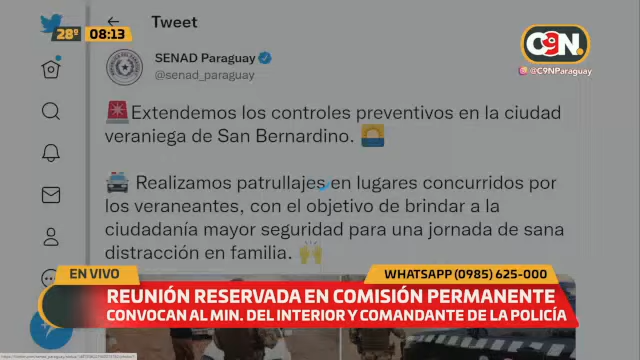 28º 08:13
Tweet
C9N
@C9NParaguay
SENAD Paraguay
@senad_paraguay
🚨Extendemos los controles preventivos en la ciudad
veraniega de San Bernardino. 🌅
🚔 Realizamos patrullajes en lugares concurridos por
los veraneantes, con el objetivo de brindar a la
ciudadanía mayor seguridad para una jornada de sana
distracción en familia. 🙌
EN VIVO
WHATSAPP (0985) 625-000
REUNIÓN RESERVADA EN COMISIÓN PERMANENTE
CONVOCAN AL MIN. DEL INTERIOR Y COMANDANTE DE LA POLICÍA